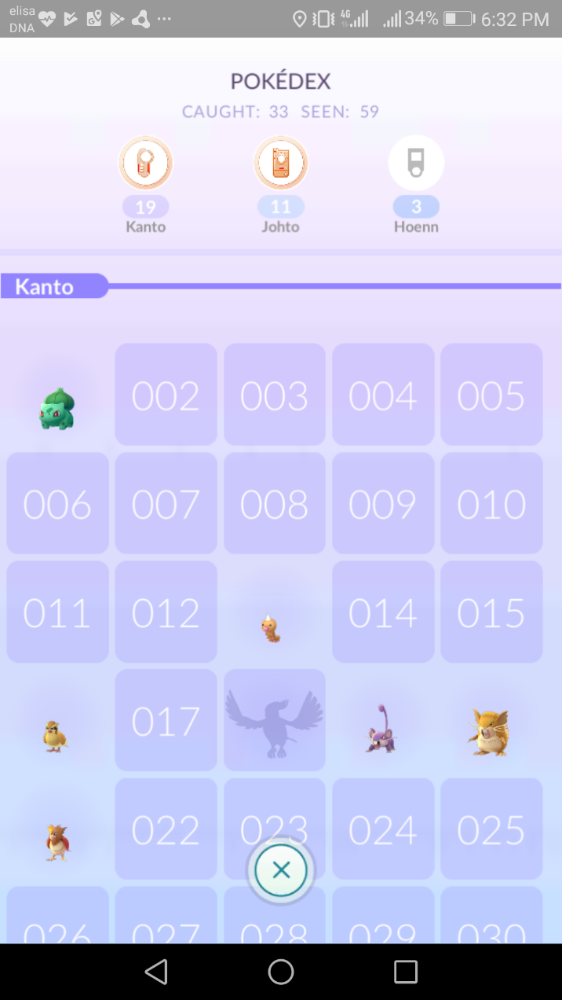 elisa
DNA
4G 34% 6:32 PM
POKÉDEX
CAUGHT: 33 SEEN: 59
19 11 3
Kanto Johto Hoenn
Kanto
002 003 004 005
006 007 008 009 010
011 012 014 015
017
022 023 024 025
026 027 028 029 030